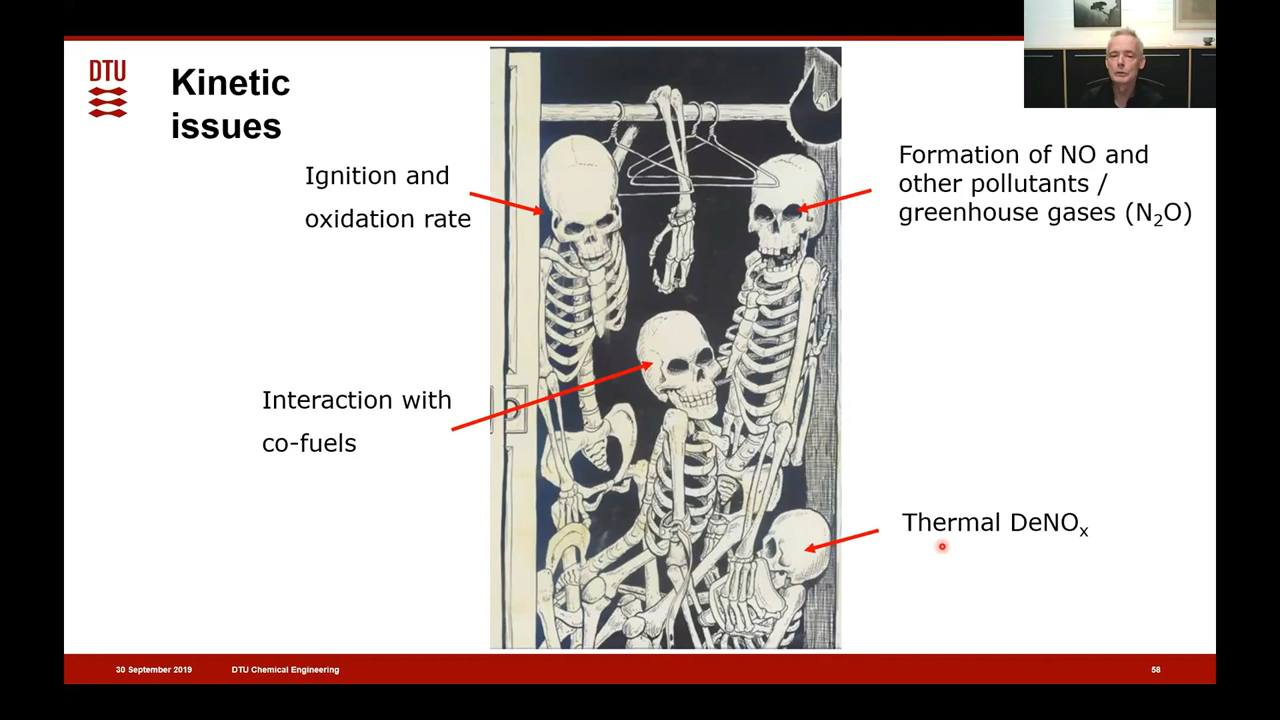 DTU
Kinetic
issues
Ignition and
oxidation rate
Formation of NO and
other pollutants /
greenhouse gases (N₂O)
Interaction with
co-fuels
Thermal DeNOₓ
30 September 2019
DTU Chemical Engineering
58